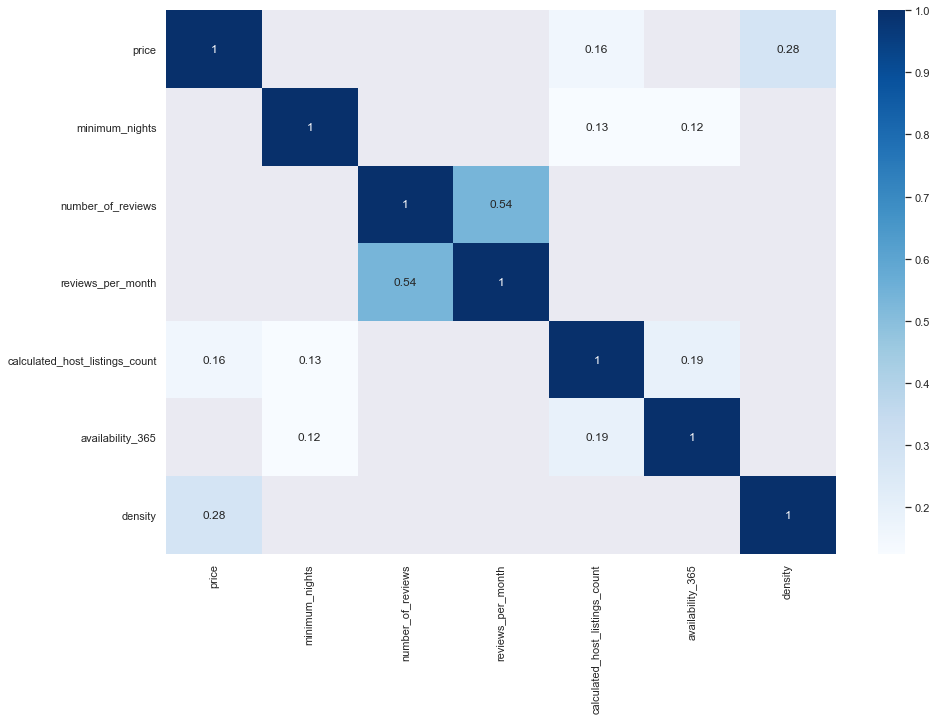 price 1 0.16 0.28
minimum_nights 1 0.13 0.12
number_of_reviews 1 0.54
reviews_per_month 0.54 1
calculated_host_listings_count 0.16 0.13 1 0.19
availability_365 0.12 0.19 1
density 0.28 1
price
minimum_nights
number_of_reviews
reviews_per_month
calculated_host_listings_count
availability_365
density
1.0
0.9
0.8
0.7
0.6
0.5
0.4
0.3
0.2